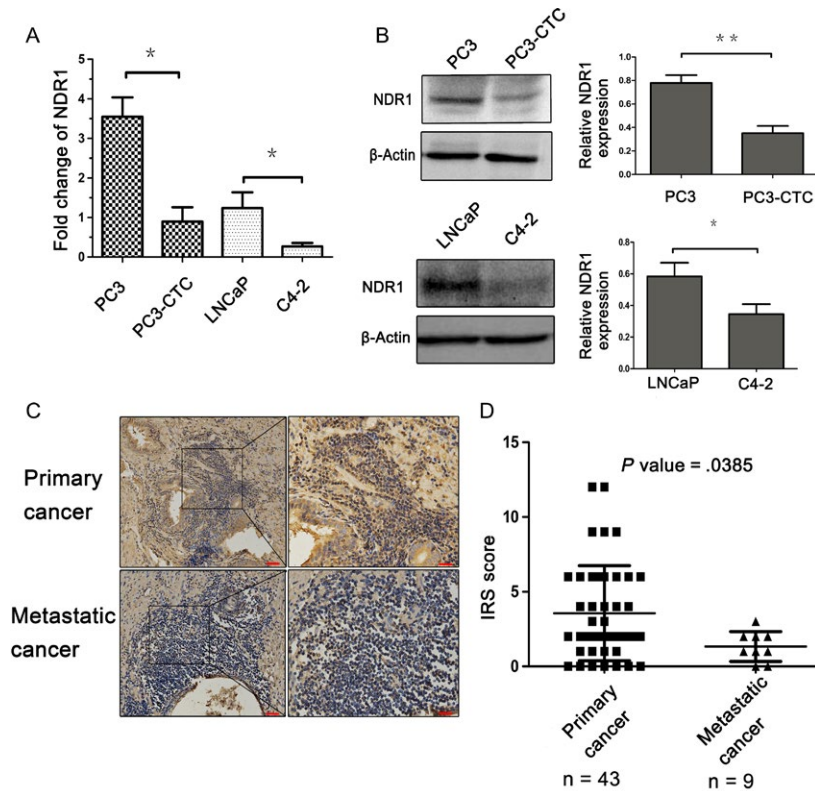 A
Fold change of NDR1
5
4
3
2
1
0
*
*
PC3
PC3-CTC
LNCaP
C4-2
B
PC3
PC3-CTC
NDR1
β-Actin
Relative NDR1
expression
0.8
0.6
0.4
0.2
0.0
**
PC3
PC3-CTC
LNCaP
C4-2
NDR1
β-Actin
Relative NDR1
expression
0.8
0.6
0.4
0.2
0.0
*
LNCaP
C4-2
C
Primary
cancer
Metastatic
cancer
D
IRS score
15
10
5
0
P value = .0385
Primary
cancer
Metastatic
cancer
n = 43
n = 9